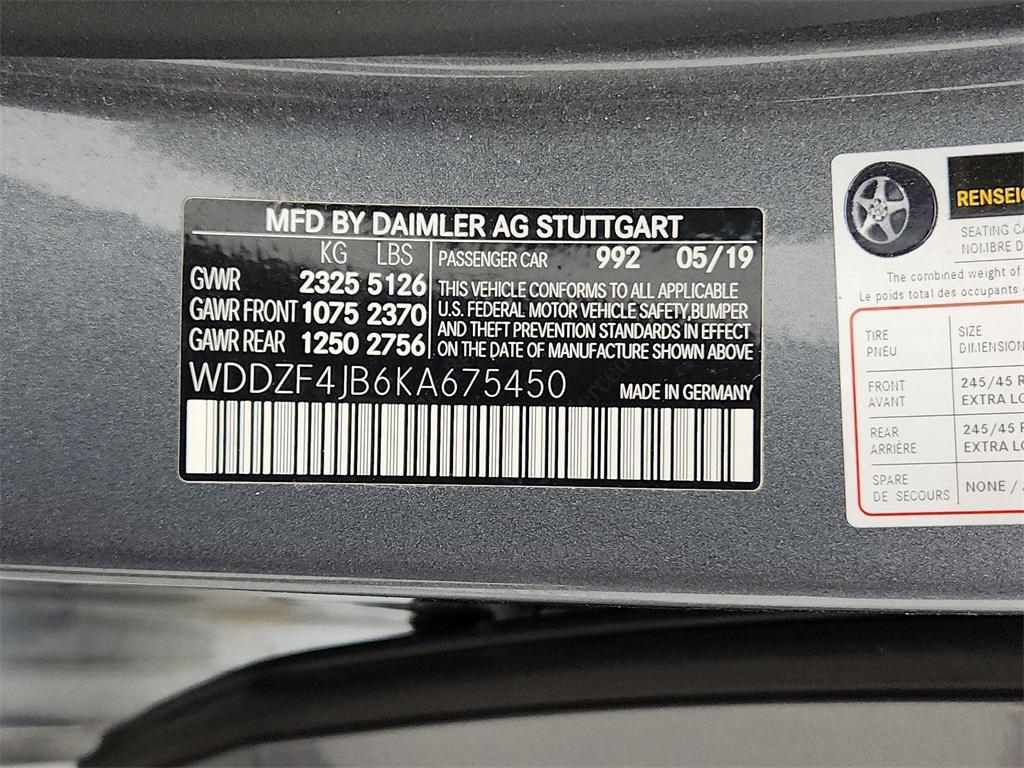 MFD BY DAIMLER AG STUTTGART
KG LBS
GVWR 2325 5126
GAWR FRONT 1075 2370
GAWR REAR 1250 2756
PASSENGER CAR 992 05/19
THIS VEHICLE CONFORMS TO ALL APPLICABLE
U.S. FEDERAL MOTOR VEHICLE SAFETY,BUMPER
AND THEFT PREVENTION STANDARDS IN EFFECT
ON THE DATE OF MANUFACTURE SHOWN ABOVE
WDDZF4JB6KA675450 MADE IN GERMANY
SEATING
NOMBRE
The combined weight of
Le poids total des occupants
TIRE SIZE
PNEU DIMENSION
FRONT 245/45
AVANT EXTRA
REAR 245/45
ARRIÈRE EXTRA
SPARE
DE SECOURS NONE /